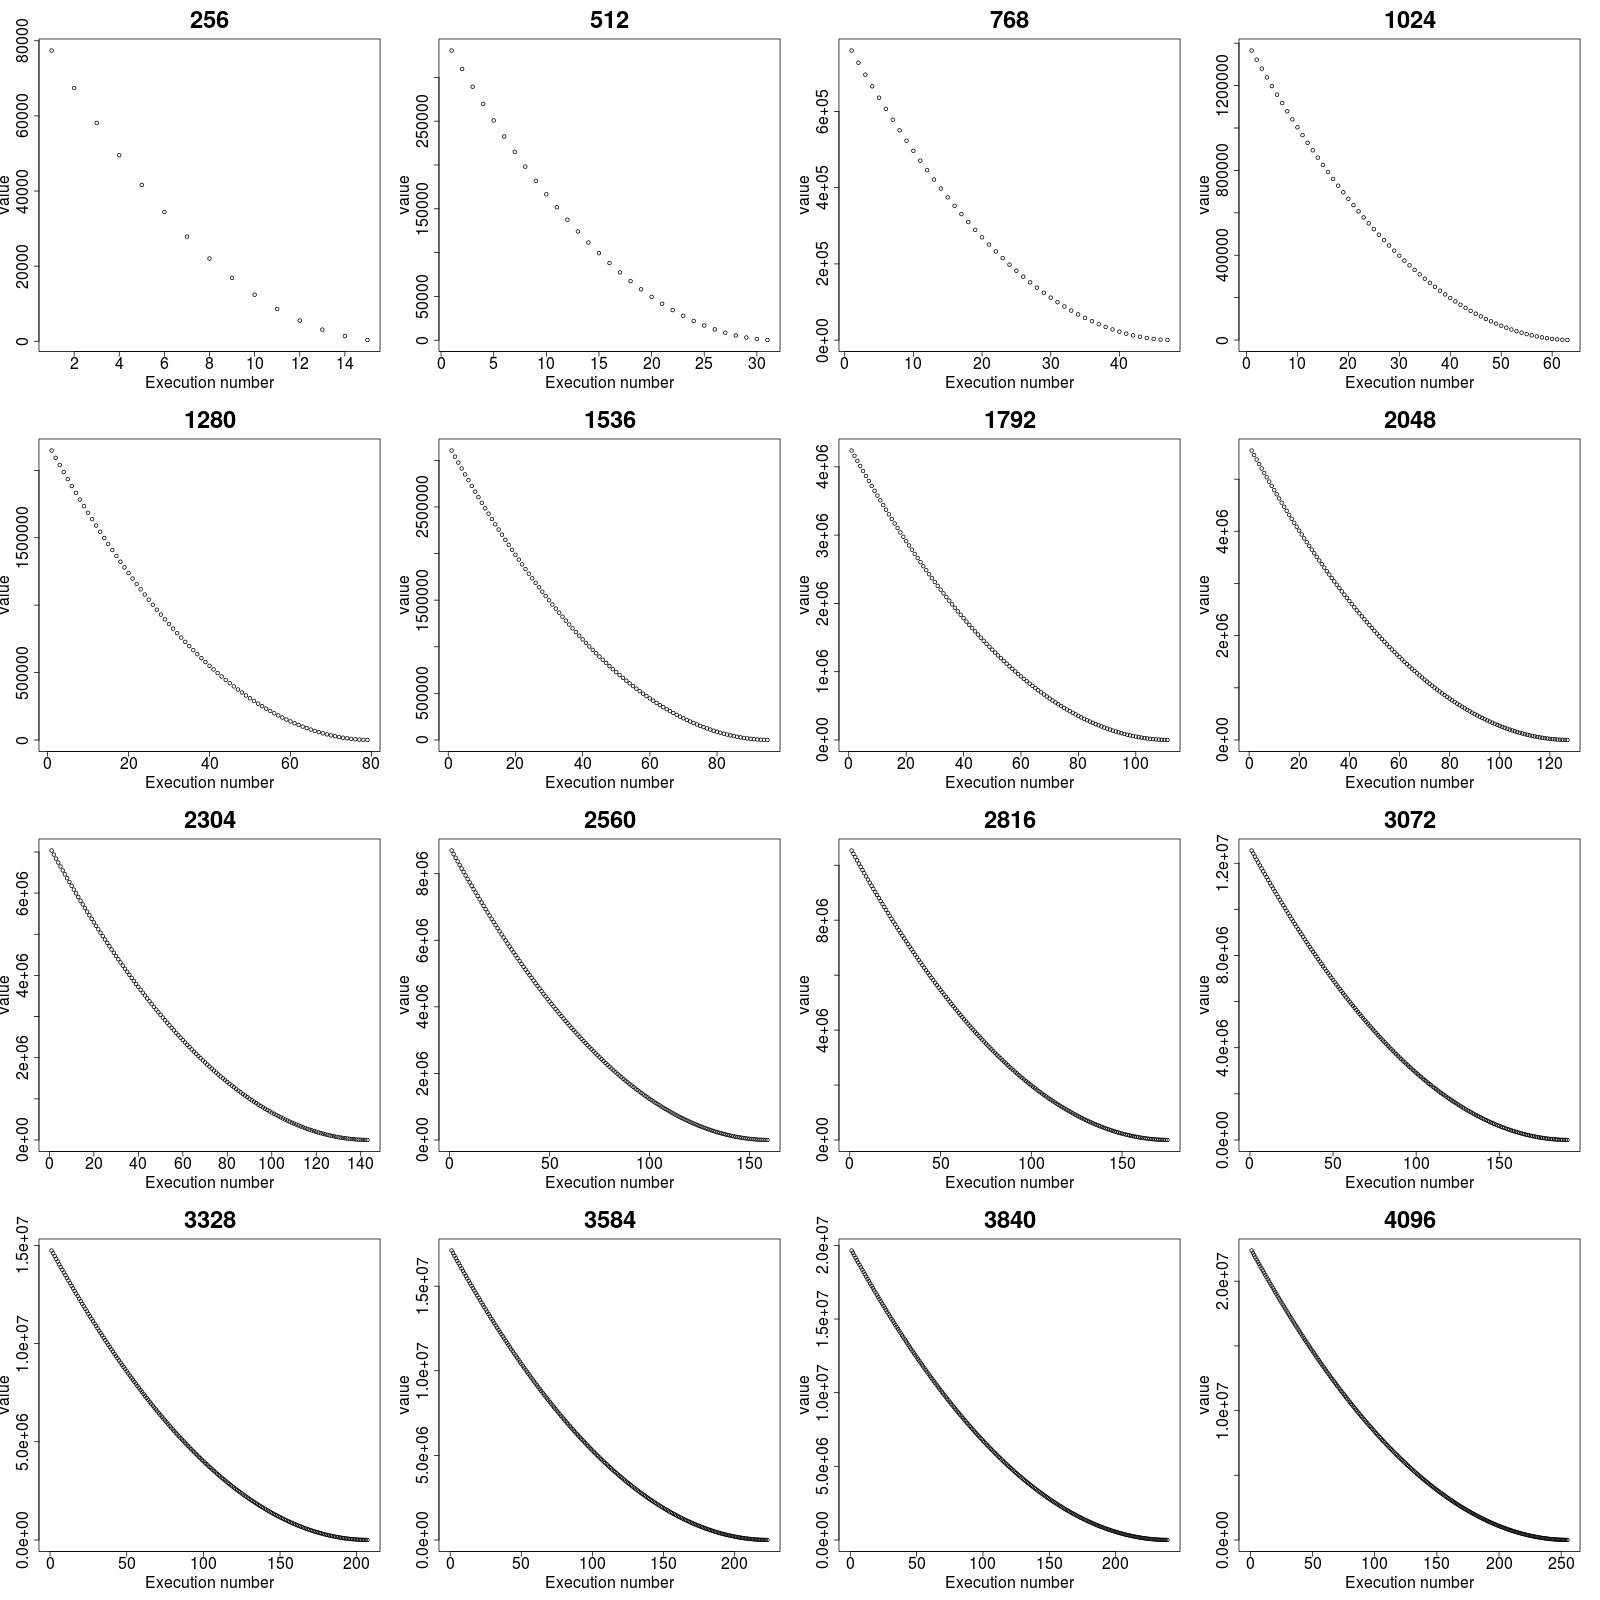 256
value
0
20000
40000
60000
80000
2 4 6 8 10 12 14
Execution number
512
value
0
50000
150000
250000
0 5 10 15 20 25 30
Execution number
768
value
0e+00
2e+05
4e+05
6e+05
0 10 20 30 40
Execution number
1024
value
0
400000
800000
1200000
0 10 20 30 40 50 60
Execution number
1280
value
0
500000
1500000
0 20 40 60 80
Execution number
1536
value
0
500000
1500000
2500000
0 20 40 60 80
Execution number
1792
value
0e+00
1e+06
2e+06
3e+06
4e+06
0 20 40 60 80 100
Execution number
2048
value
0e+00
2e+06
4e+06
0 20 40 60 80 100 120
Execution number
2304
value
0e+00
2e+06
4e+06
6e+06
0 20 40 60 80 100 120 140
Execution number
2560
value
0e+00
2e+06
4e+06
6e+06
8e+06
0 50 100 150
Execution number
2816
value
0e+00
4e+06
8e+06
0 50 100 150
Execution number
3072
value
0.0e+00
4.0e+06
8.0e+06
1.2e+07
0 50 100 150
Execution number
3328
value
0.0e+00
5.0e+06
1.0e+07
1.5e+07
0 50 100 150 200
Execution number
3584
value
0.0e+00
5.0e+06
1.0e+07
1.5e+07
0 50 100 150 200
Execution number
3840
value
0.0e+00
5.0e+06
1.0e+07
1.5e+07
2.0e+07
0 50 100 150 200
Execution number
4096
value
0.0e+00
1.0e+07
2.0e+07
0 50 100 150 200 250
Execution number